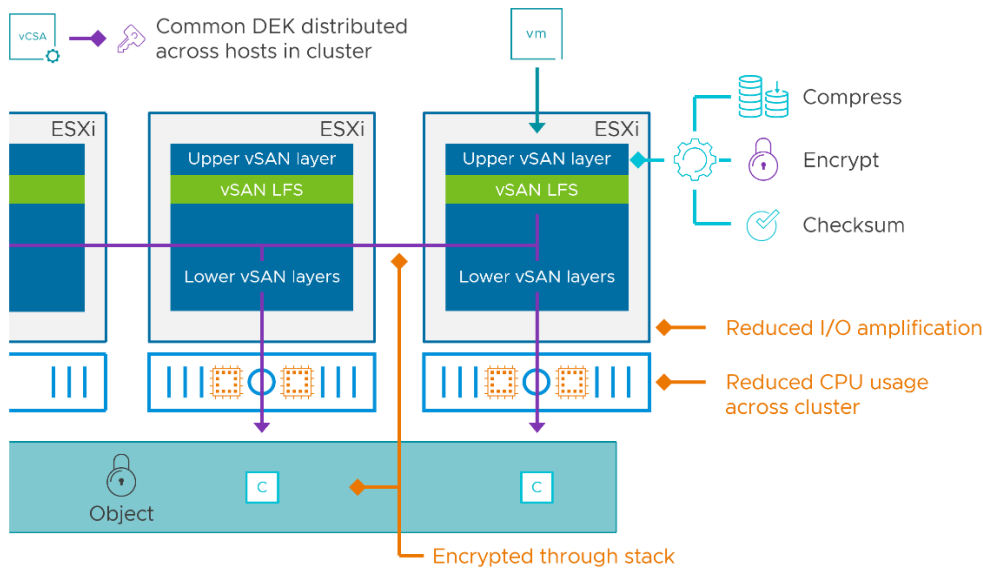 vCSA
Common DEK distributed
across hosts in cluster
vm
ESXi
ESXi
ESXi
Upper vSAN layer
vSAN LFS
Lower vSAN layers
Upper vSAN layer
vSAN LFS
Lower vSAN layers
Compress
Encrypt
Checksum
Reduced I/O amplification
Reduced CPU usage
across cluster
Object
C
C
Encrypted through stack